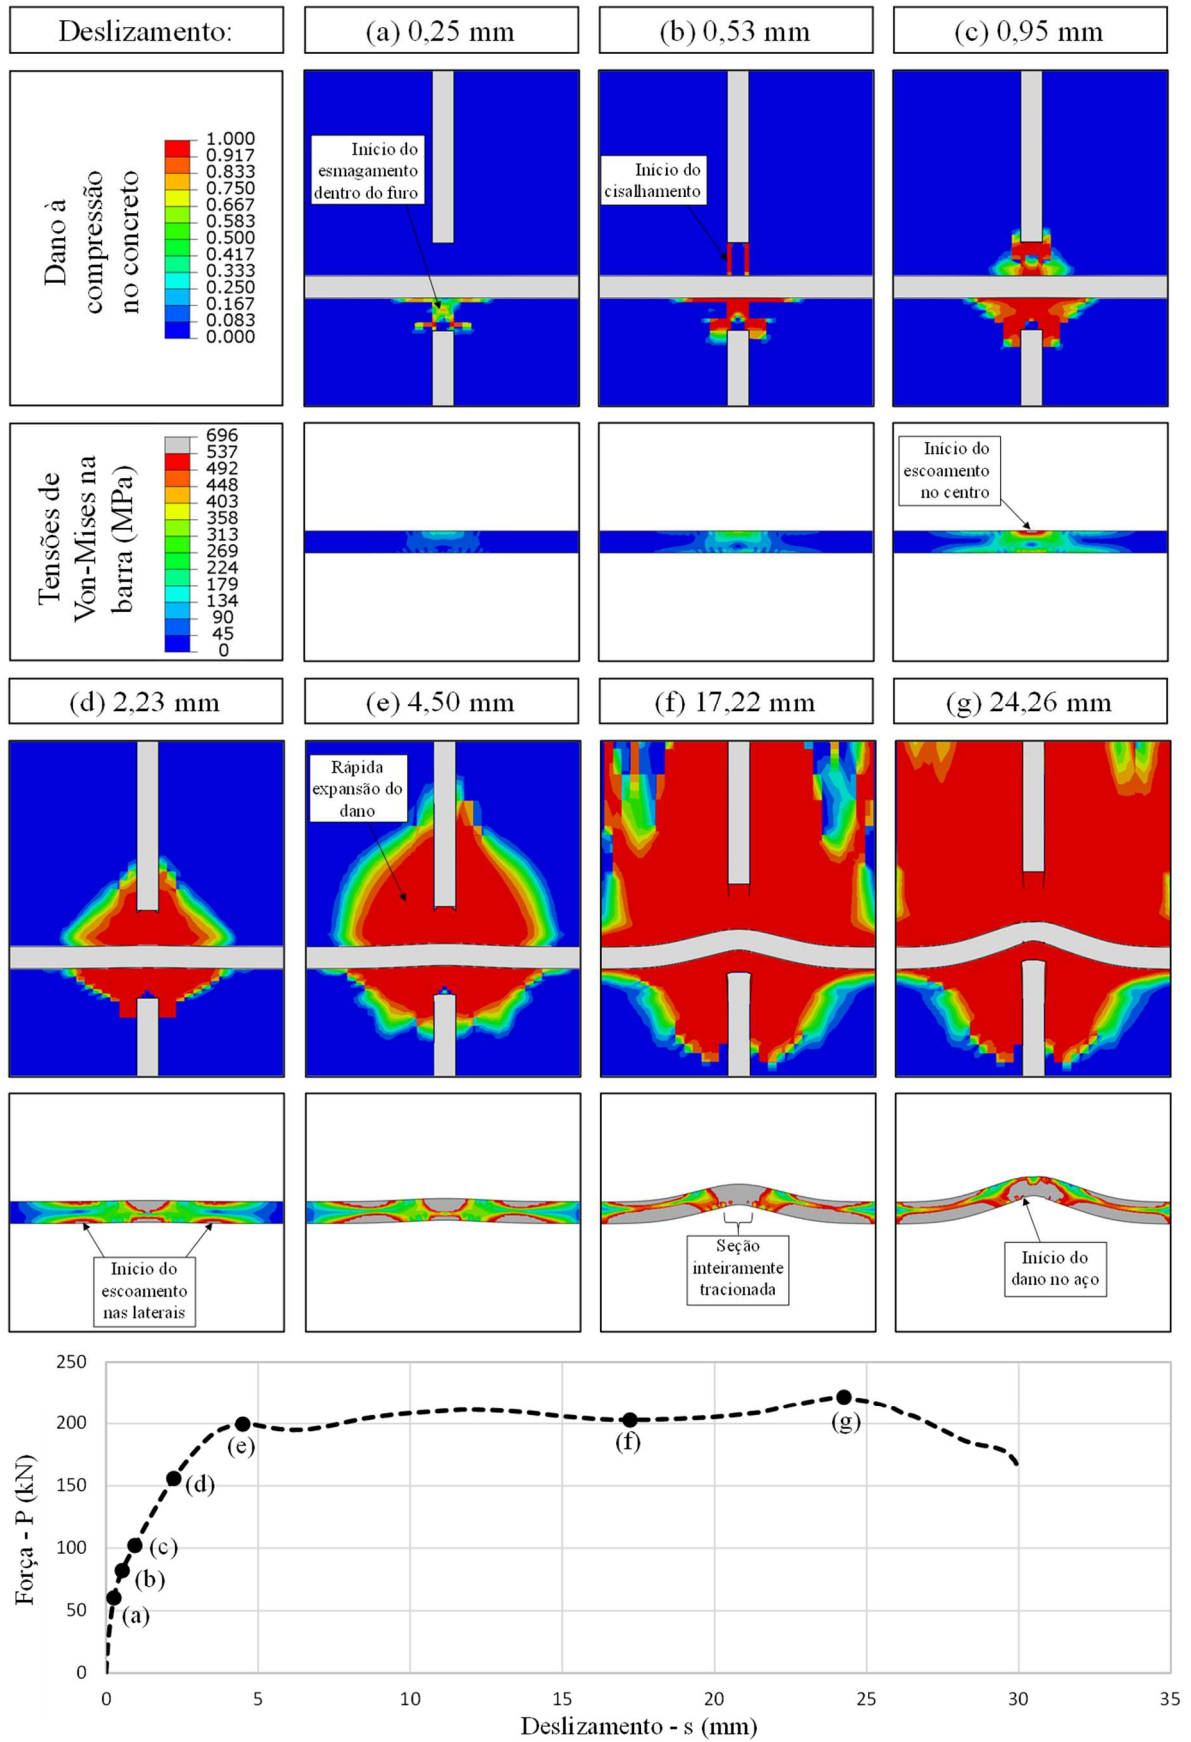 Deslizamento:
(a) 0,25 mm
(b) 0,53 mm
(c) 0,95 mm
Dano à
compressão
no concreto
1.000
0.917
0.833
0.750
0.667
0.583
0.500
0.417
0.333
0.250
0.167
0.083
0.000
Início do
esmagamento
dentro do furo
Início do
cisalhamento
Tensões de
Von-Mises na
barra (MPa)
696
537
492
448
403
358
313
269
224
179
134
90
45
0
Início do
escoamento
no centro
(d) 2,23 mm
(e) 4,50 mm
(f) 17,22 mm
(g) 24,26 mm
Rápida
expansão do
dano
Início do
escoamento
nas laterais
Seção
inteiramente
tracionada
Início do
dano no aço
Força - P (kN)
250
200
150
100
50
0
(a)
(b)
(c)
(d)
(e)
(f)
(g)
0
5
10
15
20
25
30
35
Deslizamento - s (mm)